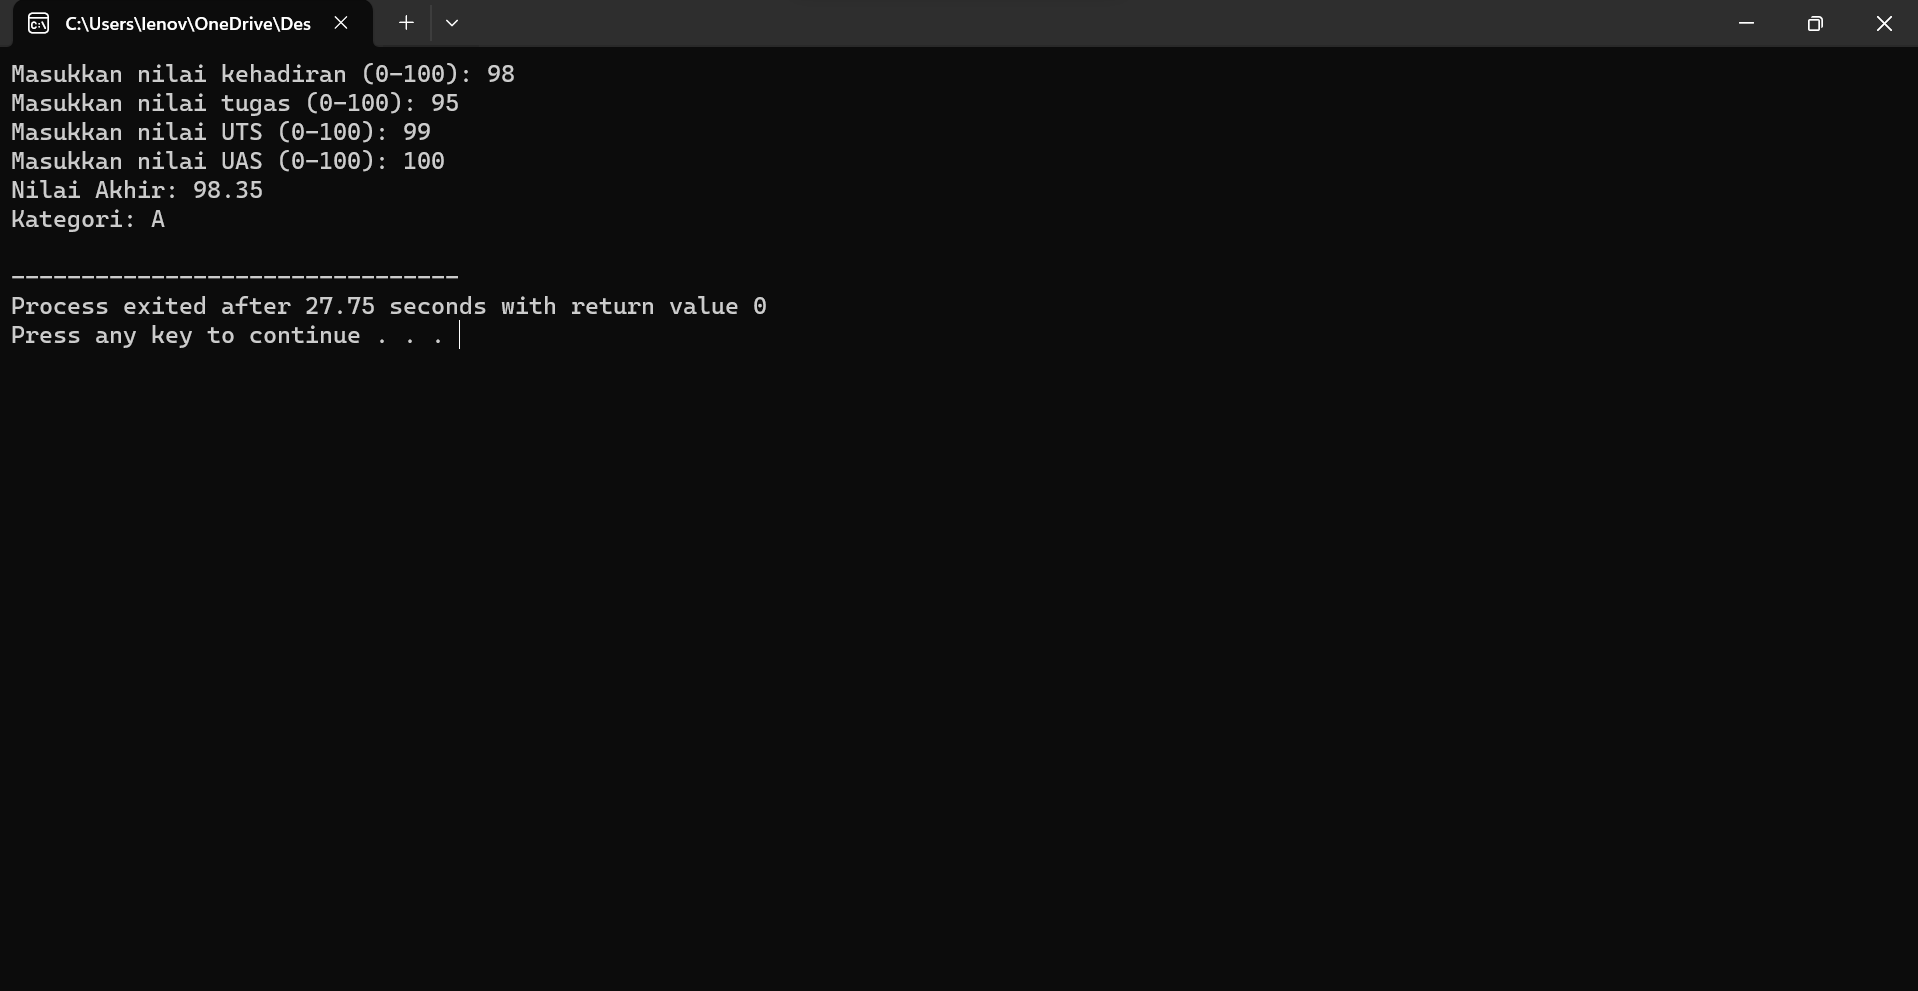 C:\Users\lenov\OneDrive\Des
Masukkan nilai kehadiran (0-100): 98
Masukkan nilai tugas (0-100): 95
Masukkan nilai UTS (0-100): 99
Masukkan nilai UAS (0-100): 100
Nilai Akhir: 98.35
Kategori: A
--------------------------------
Process exited after 27.75 seconds with return value 0
Press any key to continue . . .